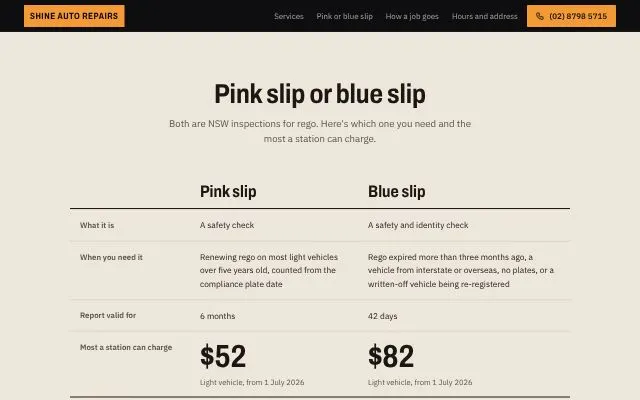 SHINE AUTO REPAIRS
Services
Pink or blue slip
How a job goes
Hours and address
(02) 8798 5715
Pink slip or blue slip
Both are NSW inspections for rego. Here's which one you need and the
most a station can charge.
Pink slip
Blue slip
What it is
A safety check
A safety and identity check
When you need it
Renewing rego on most light vehicles
over five years old, counted from the
compliance plate date
Rego expired more than three months ago, a
vehicle from interstate or overseas, no plates, or a
written-off vehicle being re-registered
Report valid for
6 months
42 days
Most a station can charge
$52
Light vehicle, from 1 July 2026
$82
Light vehicle, from 1 July 2026